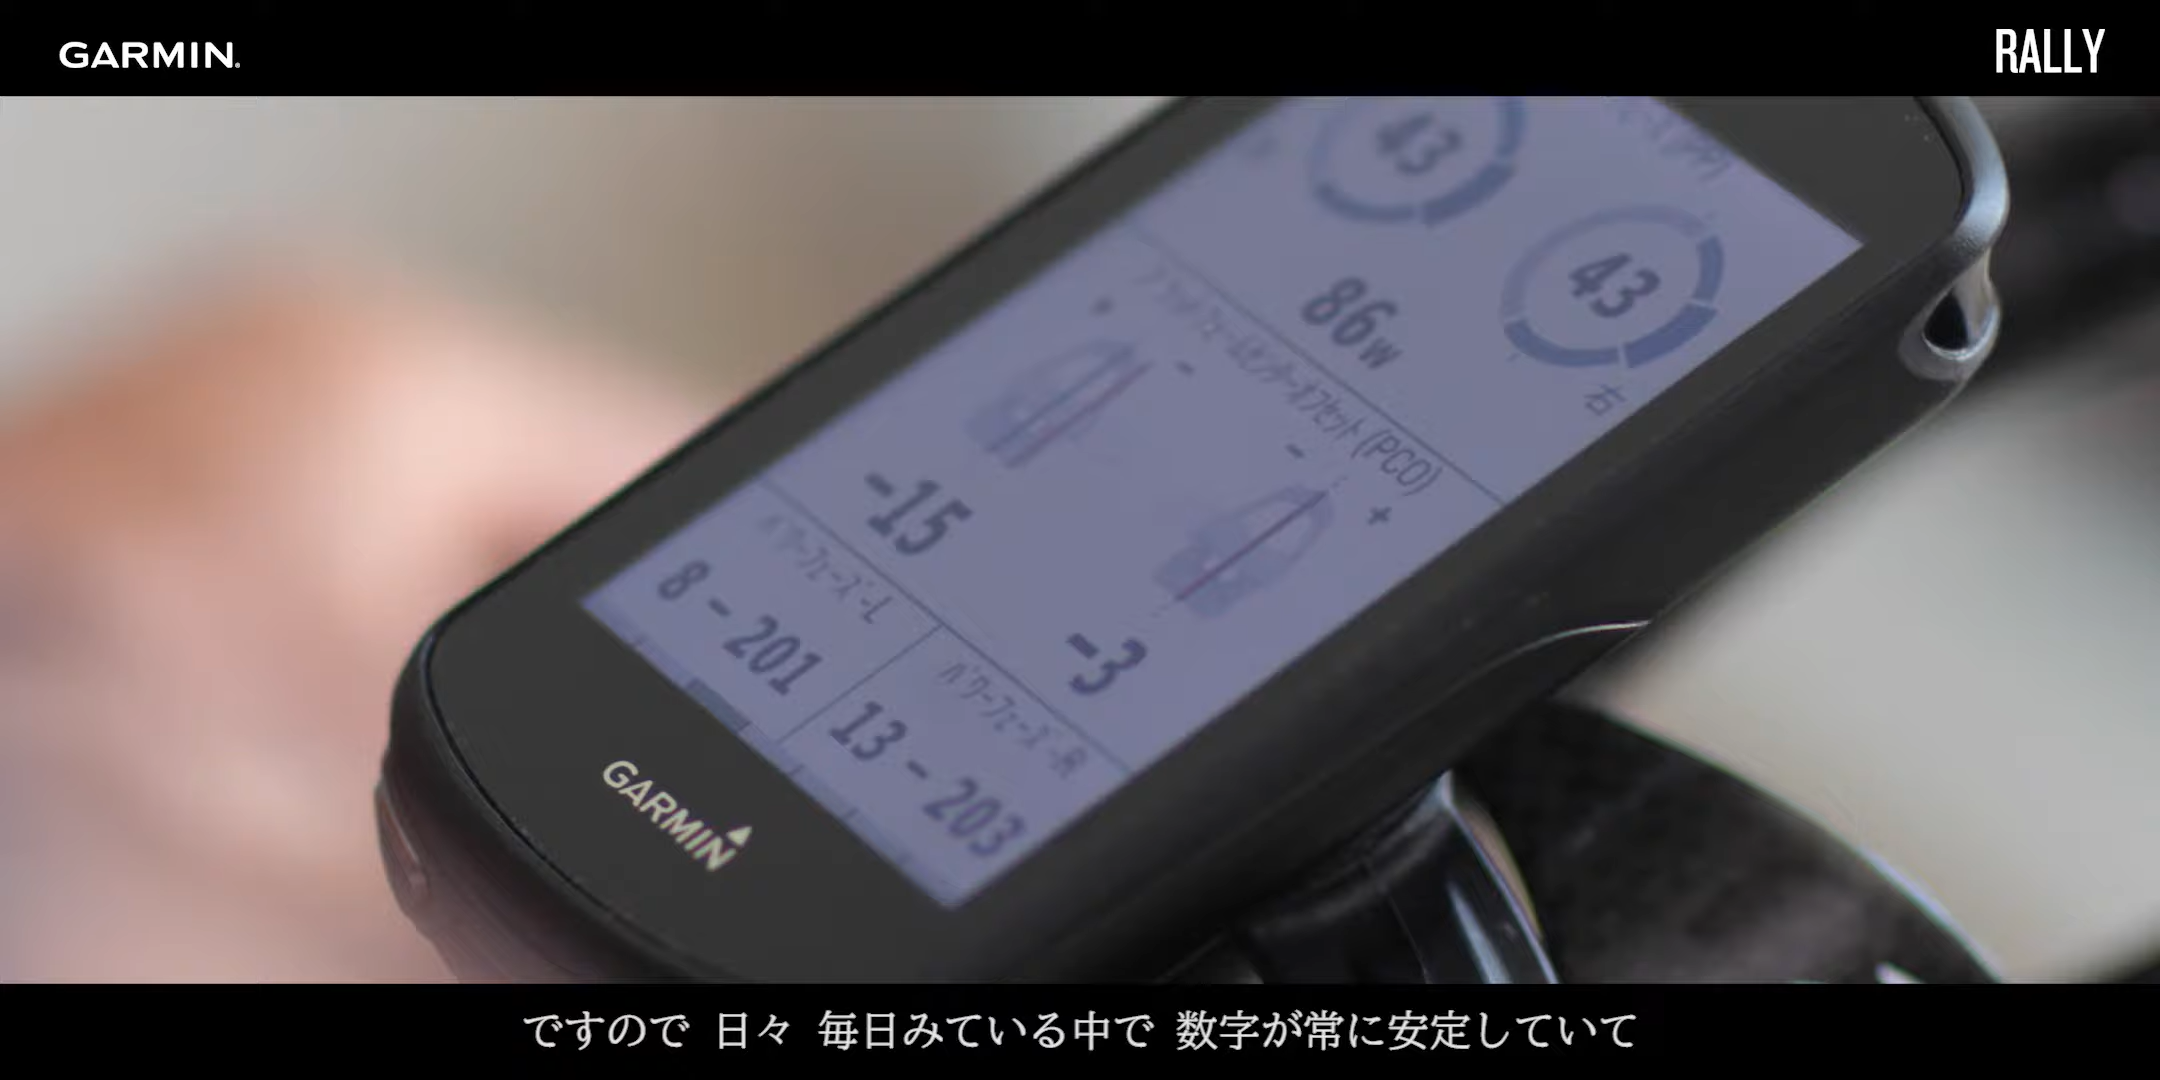 GARMIN.
RALLY
43
43
86w
右
プラットフォームセンターオフセット (PCO)
-
-
+
-15
-3
パワーフェーズ-L
8 - 201
パワーフェーズ-R
13 - 203
GARMIN
ですので 日々 毎日みている中で 数字が常に安定していて